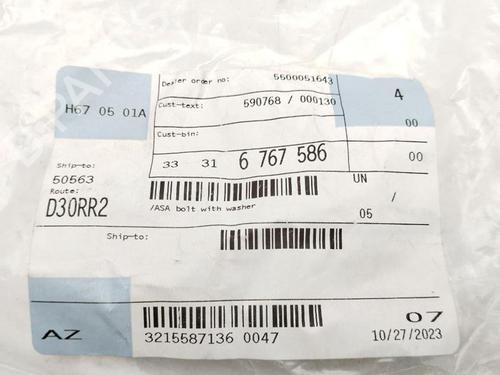 H67 05 01A
Dealer order no: 5500051643
Cust-text: 590768 / 000130
Cust-bin:
4
00
33 31 6 767 586
00
Ship-to:
50563
Route:
D30RR2
/ASA bolt with washer
UN
/
05
Ship-to:
AZ
3215587136 0047
07
10/27/2023